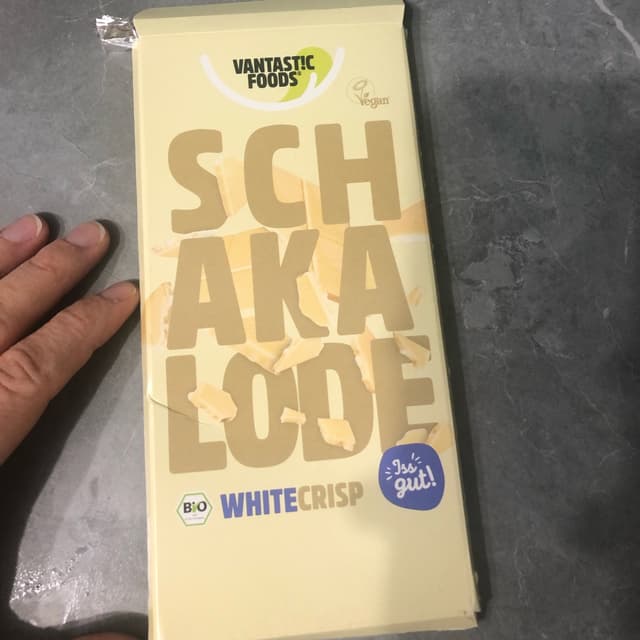 VANTASTIC
FOODS®
Vegan
SCH
AKA
LODE
Iss
gut!
BIO
WHITECRISP